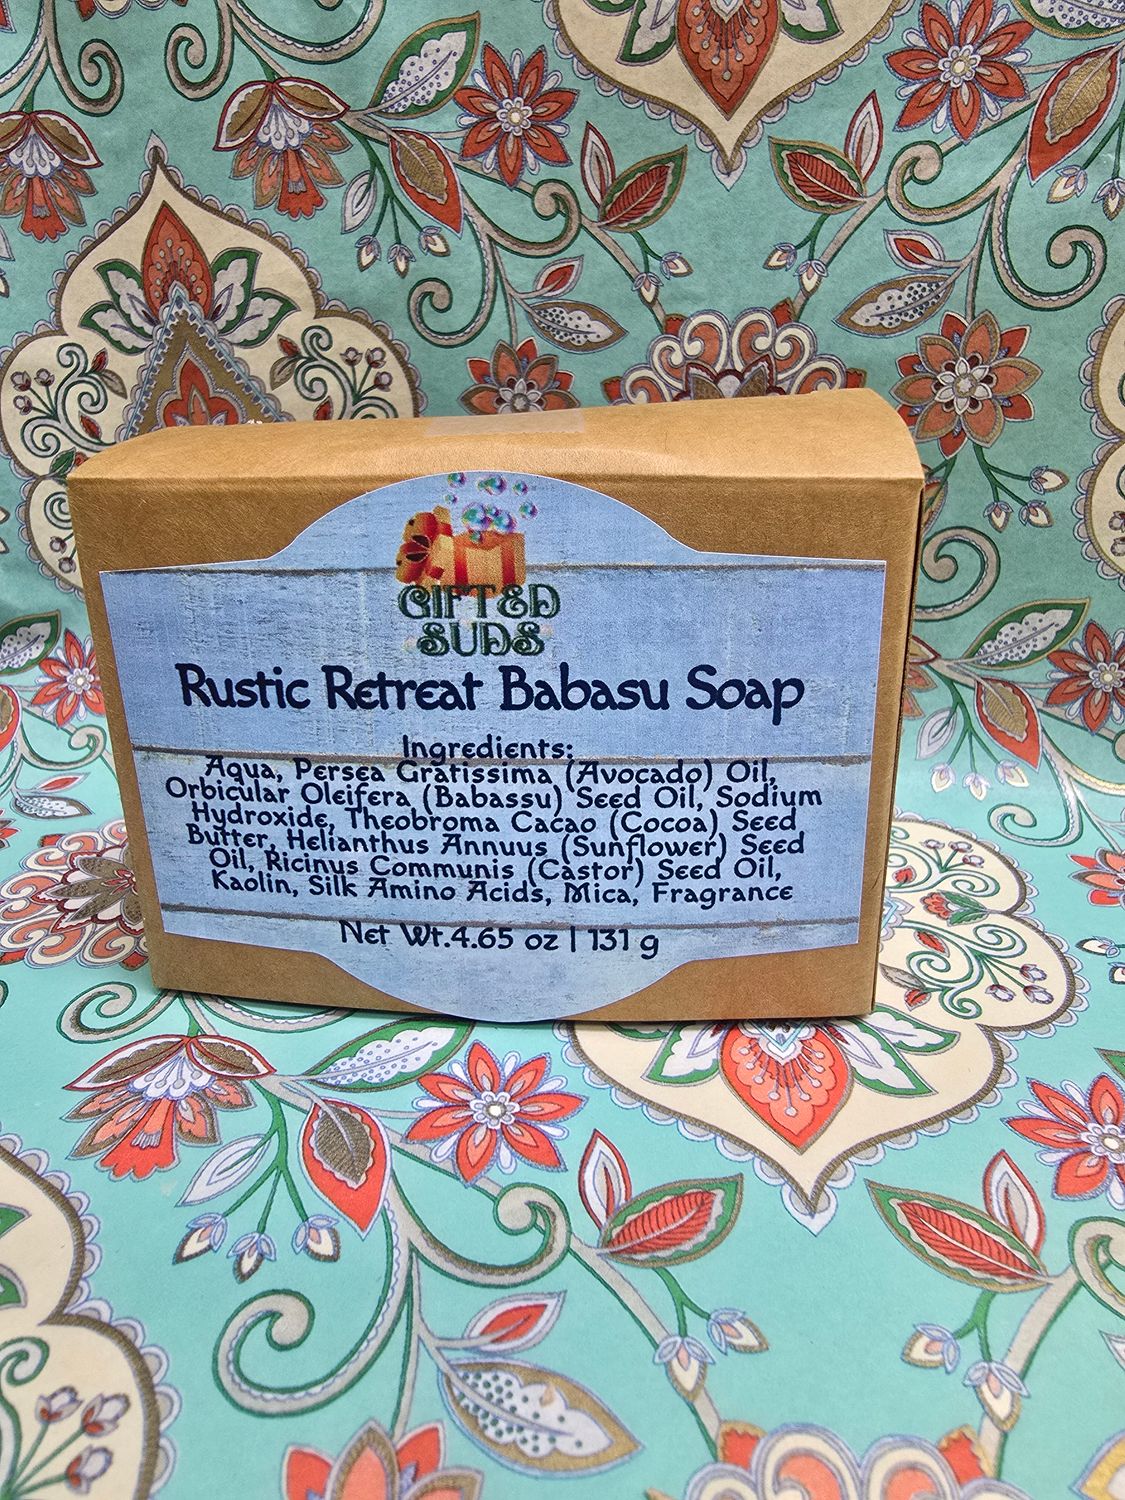 GIFTED
SUDS
Rustic Retreat Babasu Soap
Ingredients:
Aqua, Persea Gratissima (Avocado) Oil,
Orbicular Oleifera (Babassu) Seed Oil, Sodium
Hydroxide, Theobroma Cacao (Cocoa) Seed
Butter, Helianthus Annuus (Sunflower) Seed
Oil, Ricinus Communis (Castor) Seed Oil,
Kaolin, Silk Amino Acids, Mica, Fragrance
Net Wt.4.65 oz | 131 g